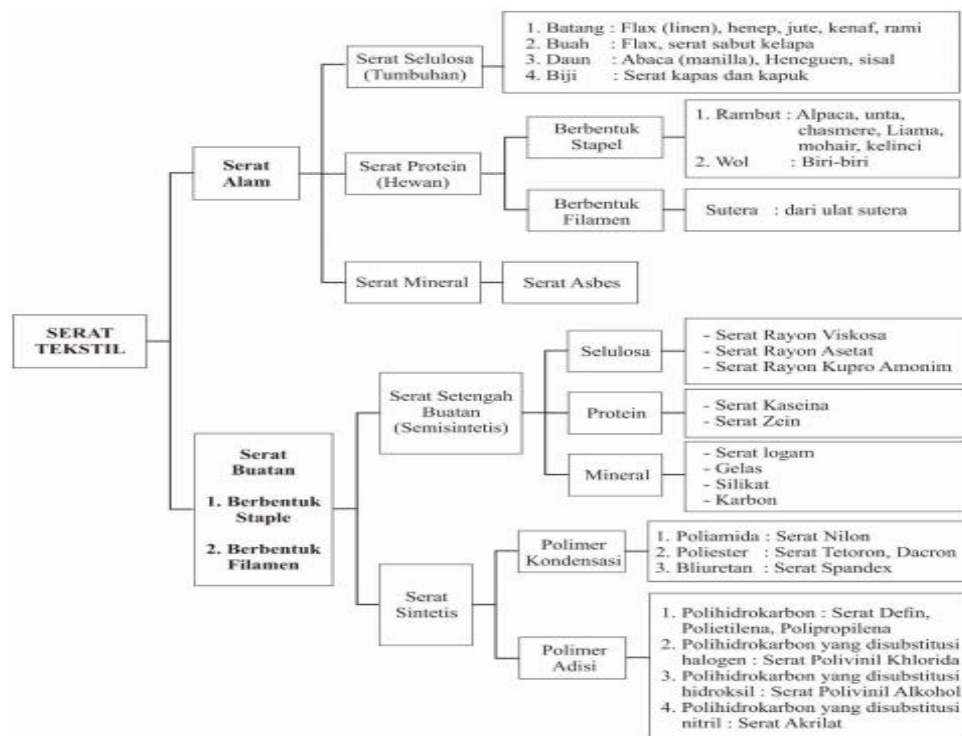 SERAT
TEKSTIL
Serat
Alam
Serat Selulosa
(Tumbuhan)
1. Batang : Flax (linen), henep, jute, kenaf, rami
2. Buah : Flax, serat sabut kelapa
3. Daun : Abaca (manilla), Heneguen, sisal
4. Biji : Serat kapas dan kapuk
Serat Protein
(Hewan)
Berbentuk
Stapel
1. Rambut : Alpaca, unta,
chasmere, Liama,
mohair, kelinci
2. Wol : Biri-biri
Berbentuk
Filamen
Sutera : dari ulat sutera
Serat Mineral
Serat Asbes
Serat
Buatan
1. Berbentuk
Staple
2. Berbentuk
Filamen
Serat Setengah
Buatan
(Semisintetis)
Selulosa
- Serat Rayon Viskosa
- Serat Rayon Asetat
- Serat Rayon Kupro Amonim
Protein
- Serat Kaseina
- Serat Zein
Mineral
- Serat logam
- Gelas
- Silikat
- Karbon
Serat
Sintetis
Polimer
Kondensasi
1. Poliamida : Serat Nilon
2. Poliester : Serat Tetoron, Dacron
3. Bliuretan : Serat Spandex
Polimer
Adisi
1. Polihidrokarbon : Serat Defin,
Polietilena, Polipropilena
2. Polihidrokarbon yang disubstitusi
halogen : Serat Polivinil Khlorida
3. Polihidrokarbon yang disubstitusi
hidroksil : Serat Polivinil Alkohol
4. Polihidrokarbon yang disubstitusi
nitril : Serat Akrilat